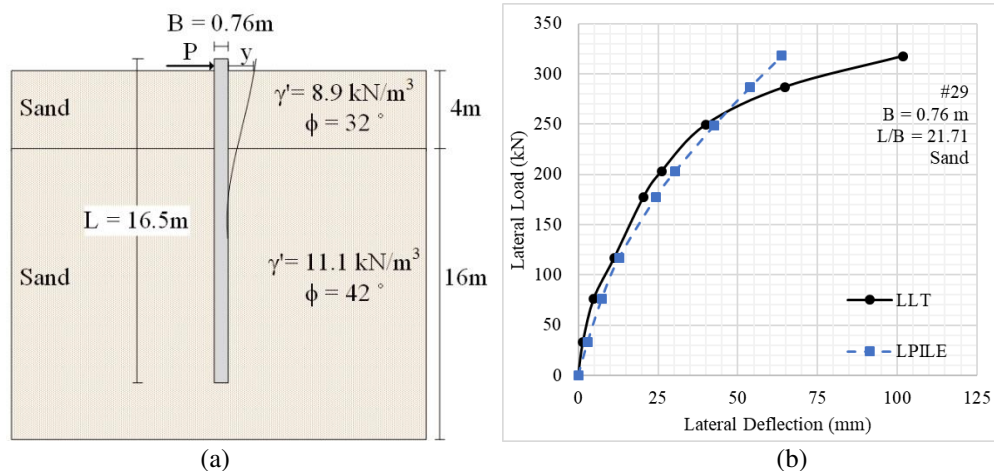 B = 0.76m
P
y
Sand
γ'= 8.9 kN/m³
ϕ = 32 °
4m
L = 16.5m
Sand
γ'= 11.1 kN/m³
ϕ = 42 °
16m
(a)
350
300
250
200
150
100
50
0
Lateral Load (kN)
#29
B = 0.76 m
L/B = 21.71
Sand
LLT
LPILE
0 25 50 75 100 125
Lateral Deflection (mm)
(b)